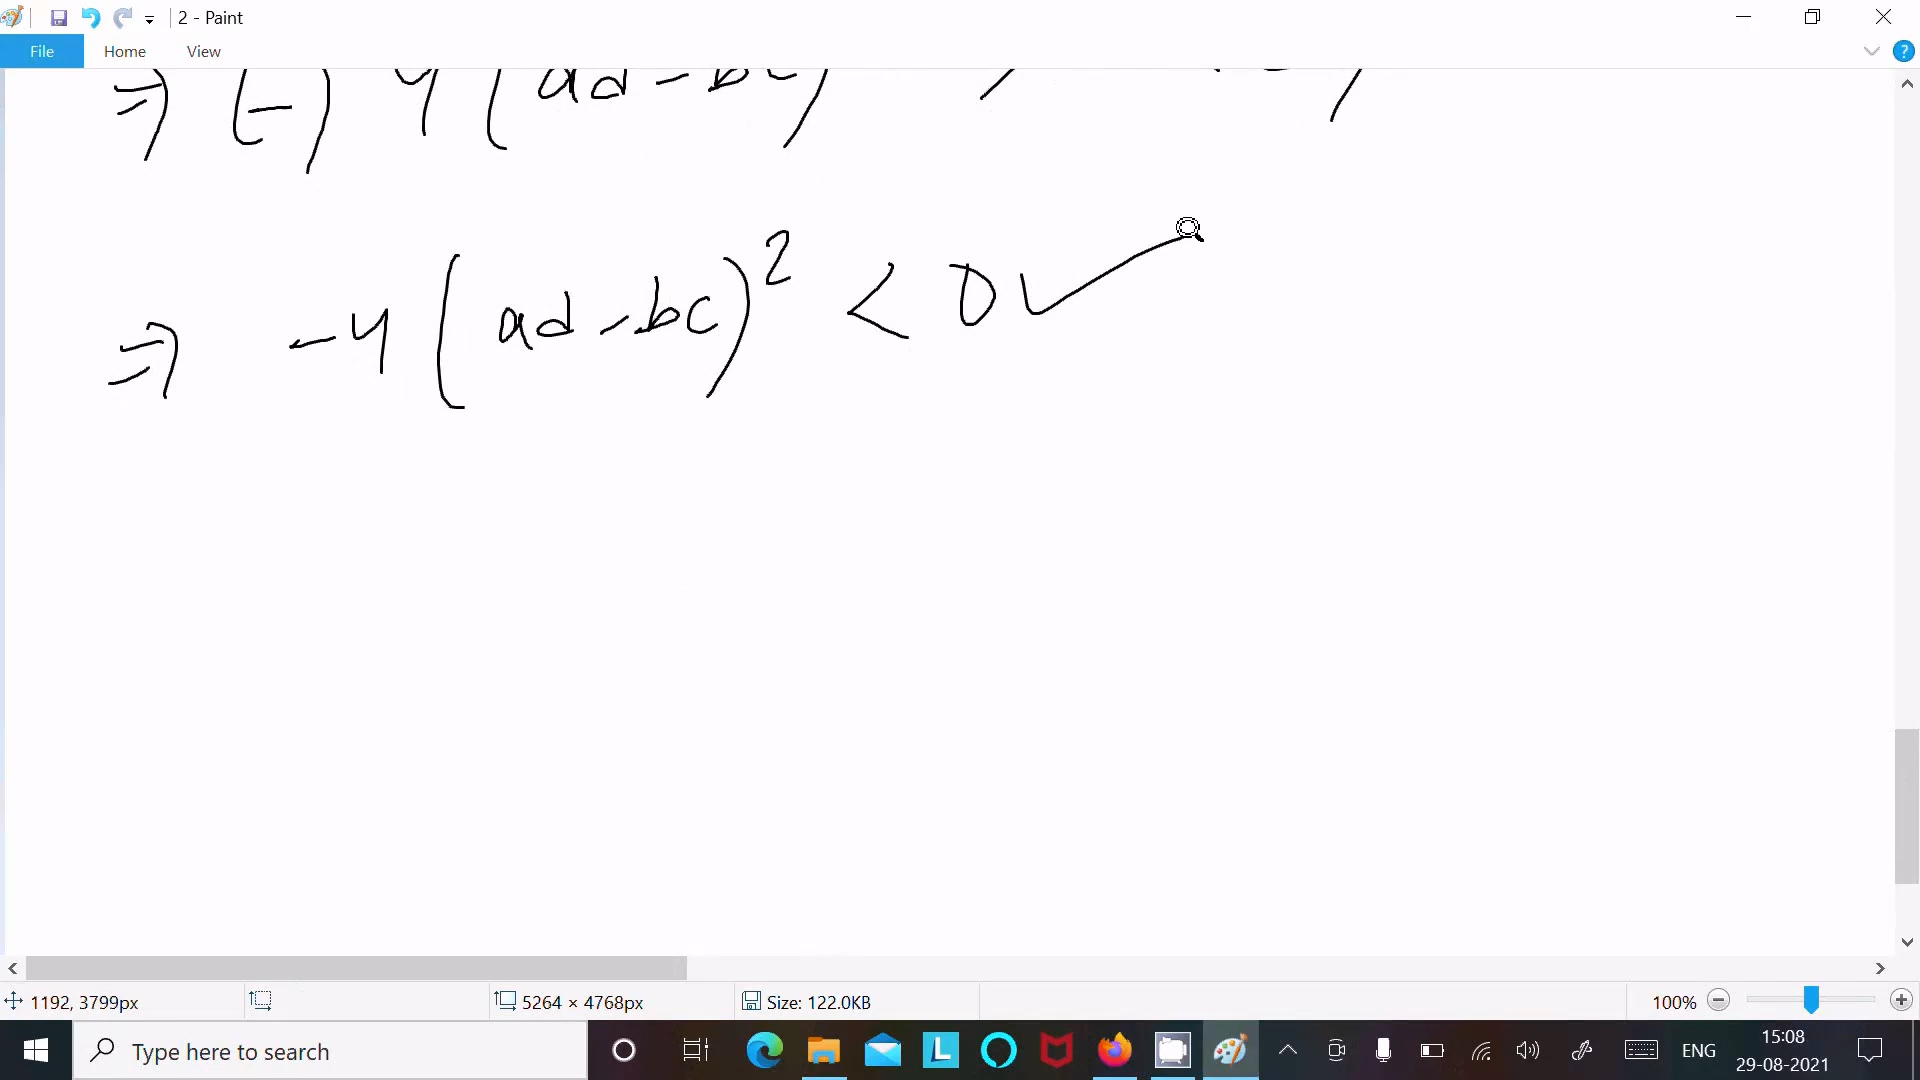 2 - Paint
File Home View
⇒ (-) 4 (ad - bc)
⇒ -4 (ad - bc)² < 0 ✓
1192, 3799px 5264 × 4768px Size: 122.0KB 100%
Type here to search ENG 15:08
29-08-2021